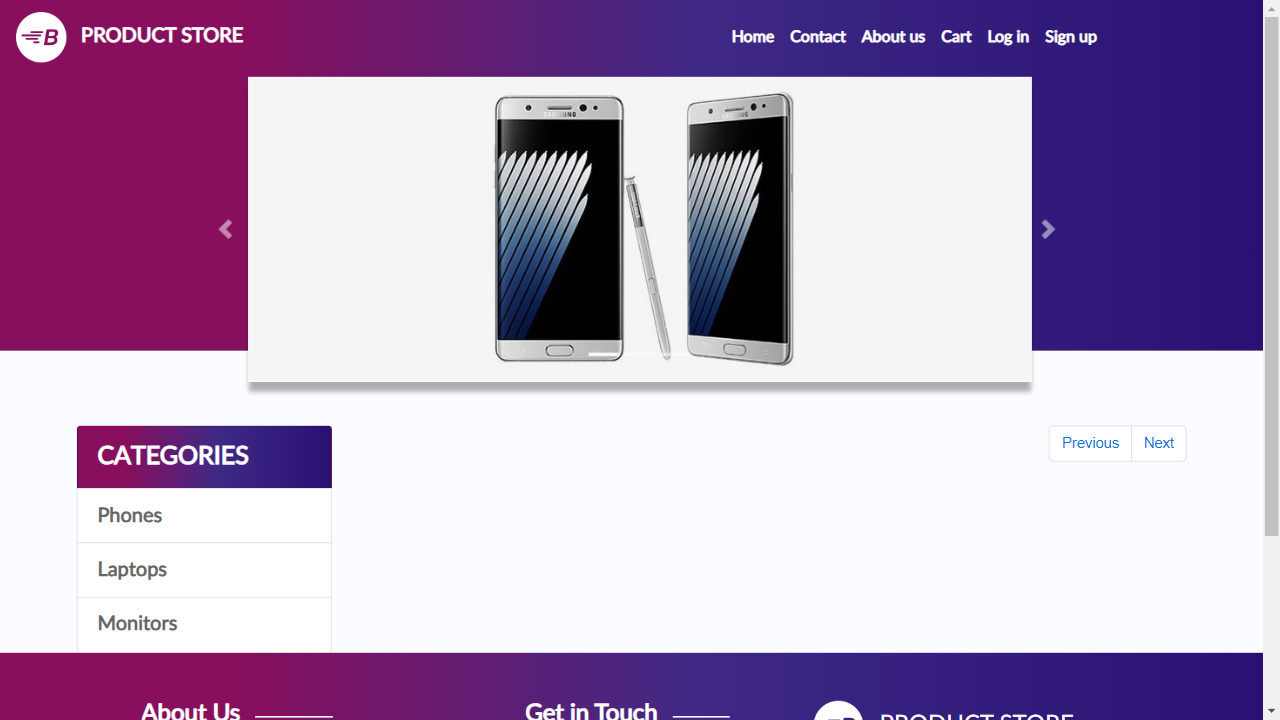 B PRODUCT STORE
Home Contact About us Cart Log in Sign up
SAMSUNG SAMSUNG
CATEGORIES
Previous Next
Phones
Laptops
Monitors
About Us Get in Touch B PRODUCT STORE